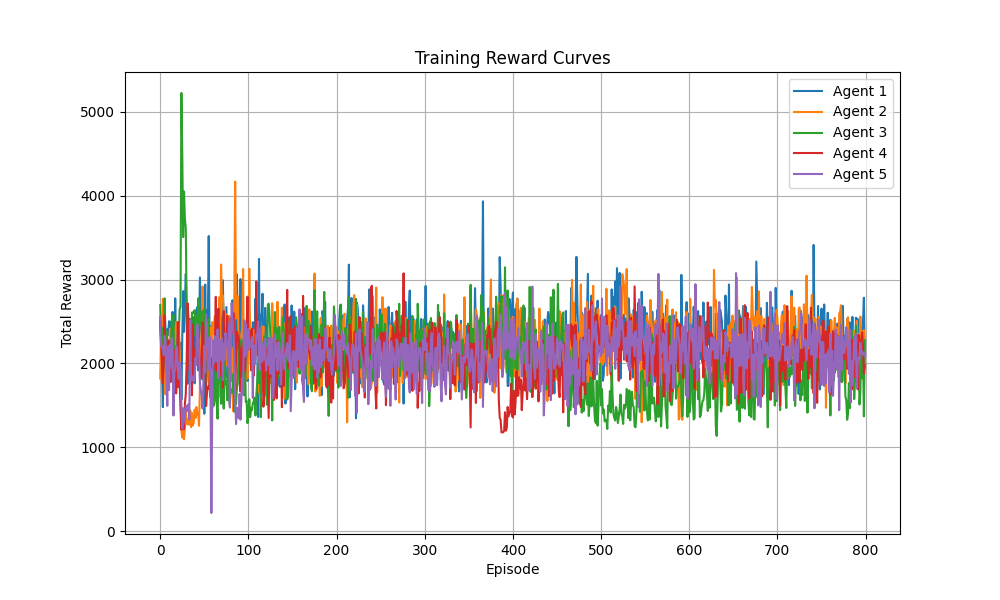 Training Reward Curves
Total Reward
5000
4000
3000
2000
1000
0
Agent 1
Agent 2
Agent 3
Agent 4
Agent 5
0 100 200 300 400 500 600 700 800
Episode